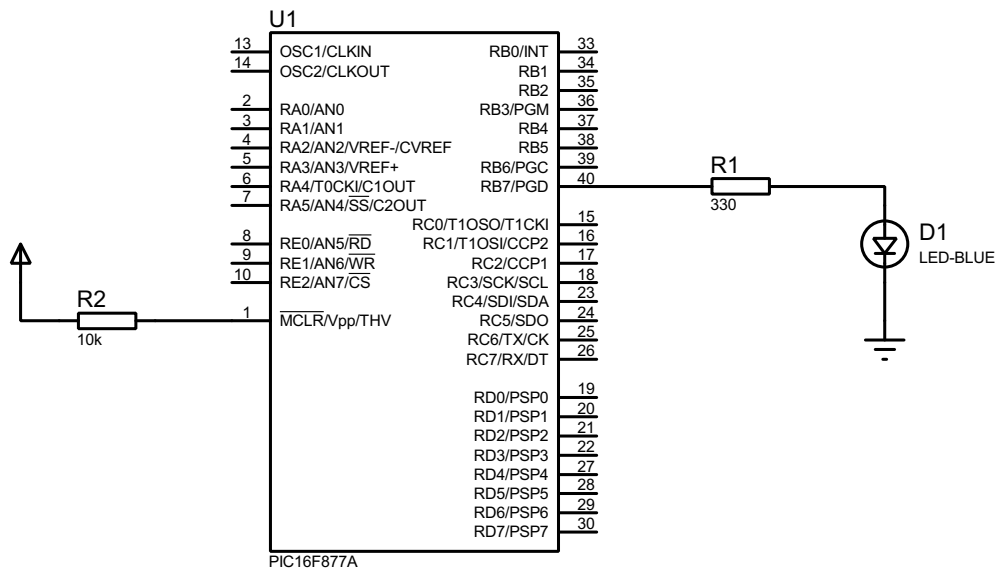 U1
13
OSC1/CLKIN
RB0/INT
33
14
OSC2/CLKOUT
RB1
34
RB2
35
2
RA0/AN0
RB3/PGM
36
3
RA1/AN1
RB4
37
4
RA2/AN2/VREF-/CVREF
RB5
38
5
RA3/AN3/VREF+
RB6/PGC
39
6
RA4/T0CKI/C1OUT
RB7/PGD
40
7
RA5/AN4/SS/C2OUT
RC0/T1OSO/T1CKI
15
8
RE0/AN5/RD
RC1/T1OSI/CCP2
16
9
RE1/AN6/WR
RC2/CCP1
17
10
RE2/AN7/CS
RC3/SCK/SCL
18
RC4/SDI/SDA
23
1
MCLR/Vpp/THV
RC5/SDO
24
RC6/TX/CK
25
RC7/RX/DT
26
RD0/PSP0
19
RD1/PSP1
20
RD2/PSP2
21
RD3/PSP3
22
RD4/PSP4
27
RD5/PSP5
28
RD6/PSP6
29
RD7/PSP7
30
PIC16F877A
R1
330
D1
LED-BLUE
R2
10k